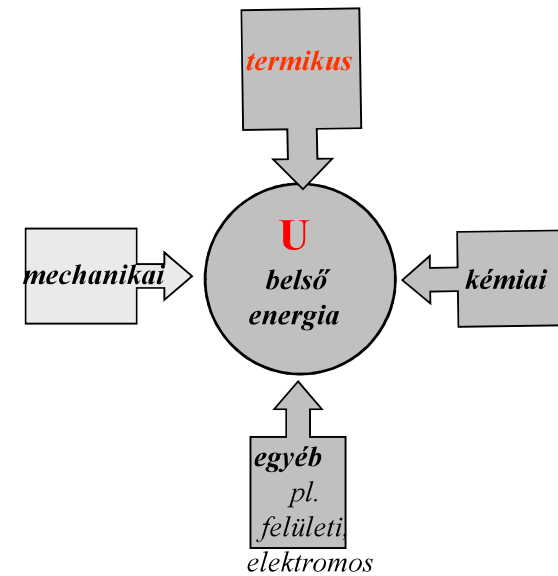 termikus
U
belső
energia
mechanikai
kémiai
egyéb
pl.
felületi,
elektromos